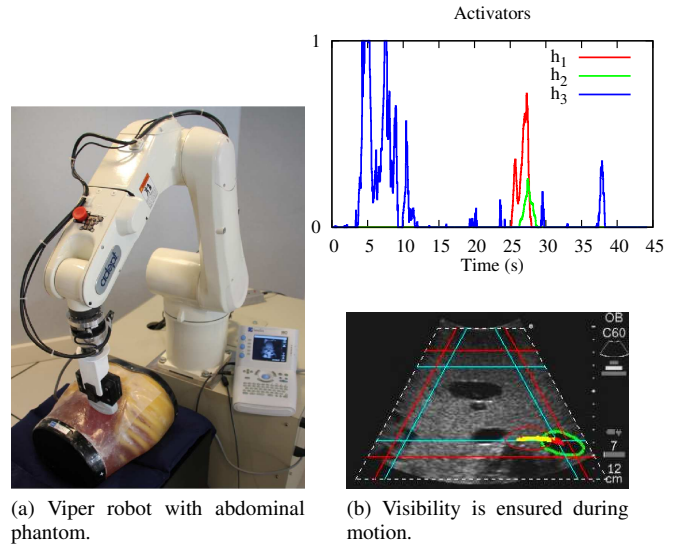 Activators
1
h1
h2
h3
0
0 5 10 15 20 25 30 35 40 45
Time (s)
adept
OB
C60
7
12
cm
(a) Viper robot with abdominal
phantom.
(b) Visibility is ensured during
motion.